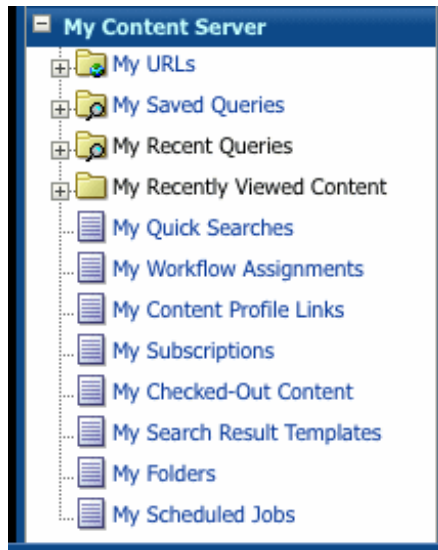 My Content Server
My URLs
My Saved Queries
My Recent Queries
My Recently Viewed Content
My Quick Searches
My Workflow Assignments
My Content Profile Links
My Subscriptions
My Checked-Out Content
My Search Result Templates
My Folders
My Scheduled Jobs